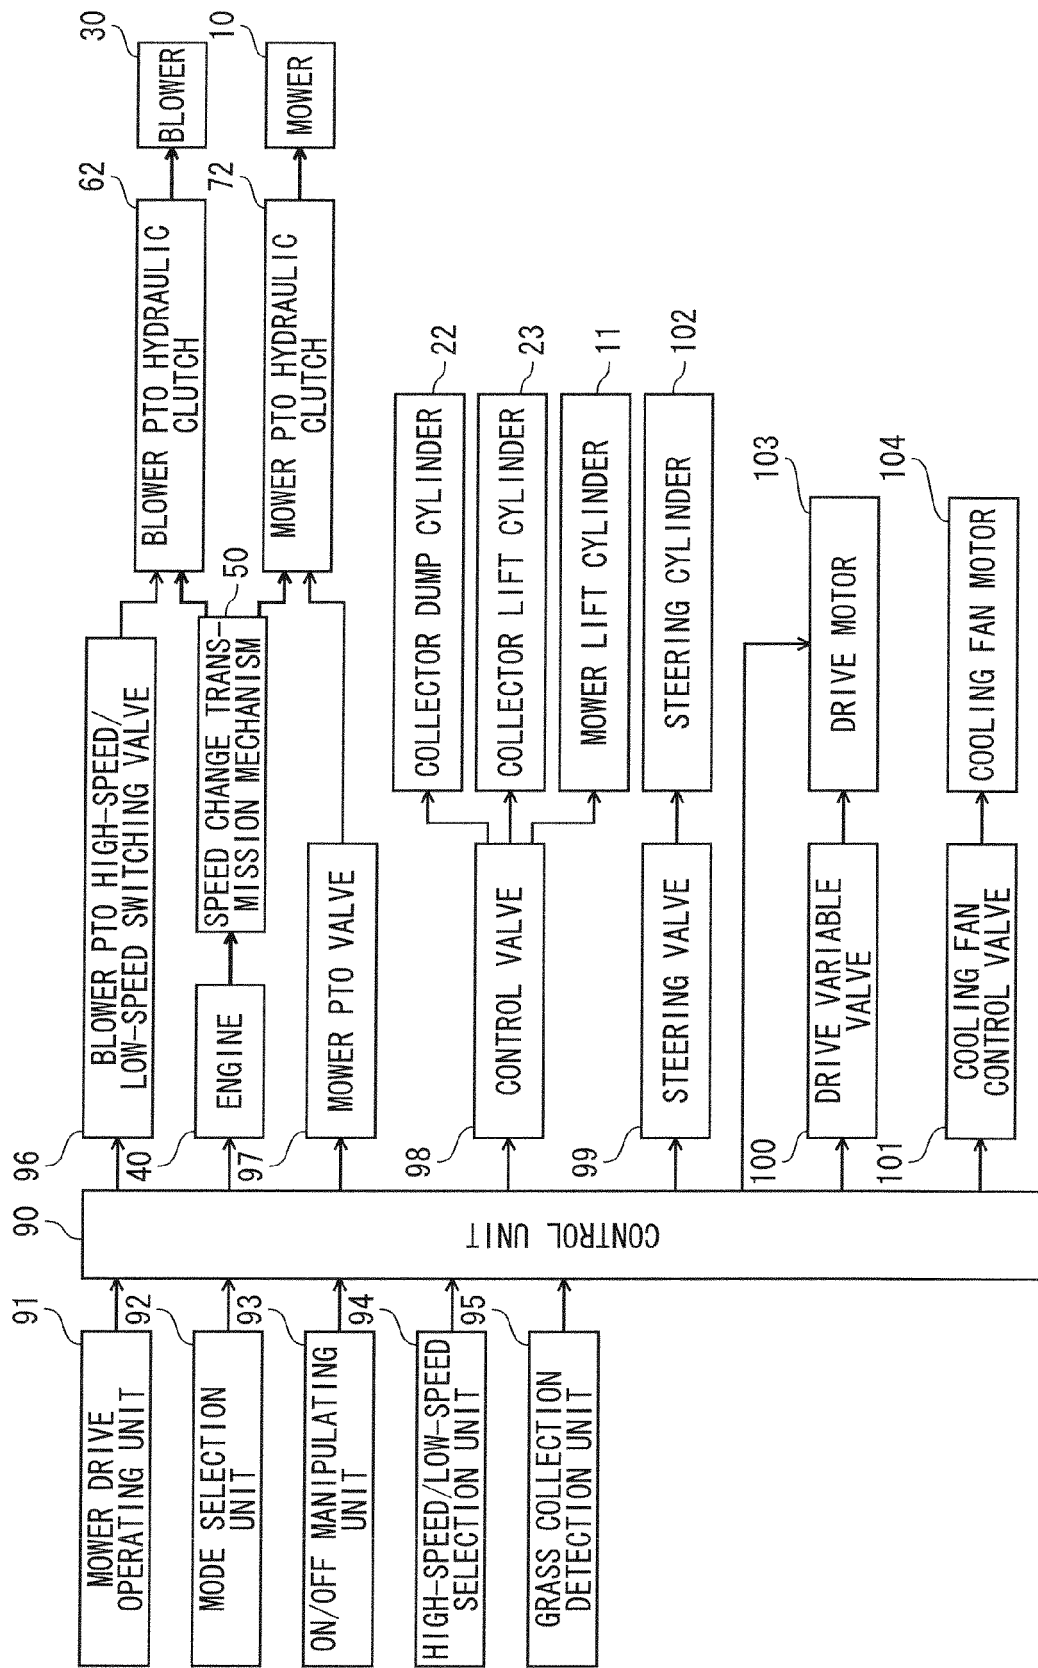 91
MOWER DRIVE
OPERATING UNIT
92
MODE SELECTION
UNIT
93
ON/OFF MANIPULATING
UNIT
94
HIGH-SPEED/LOW-SPEED
SELECTION UNIT
95
GRASS COLLECTION
DETECTION UNIT
90
CONTROL UNIT
96
BLOWER PTO HIGH-SPEED/
LOW-SPEED SWITCHING VALVE
40
ENGINE
50
SPEED CHANGE TRANS-
MISSION MECHANISM
97
MOWER PTO VALVE
62
BLOWER PTO HYDRAULIC
CLUTCH
30
BLOWER
72
MOWER PTO HYDRAULIC
CLUTCH
10
MOWER
98
CONTROL VALVE
COLLECTOR DUMP CYLINDER
22
COLLECTOR LIFT CYLINDER
23
MOWER LIFT CYLINDER
11
99
STEERING VALVE
STEERING CYLINDER
102
100
DRIVE VARIABLE
VALVE
103
DRIVE MOTOR
101
COOLING FAN
CONTROL VALVE
104
COOLING FAN MOTOR